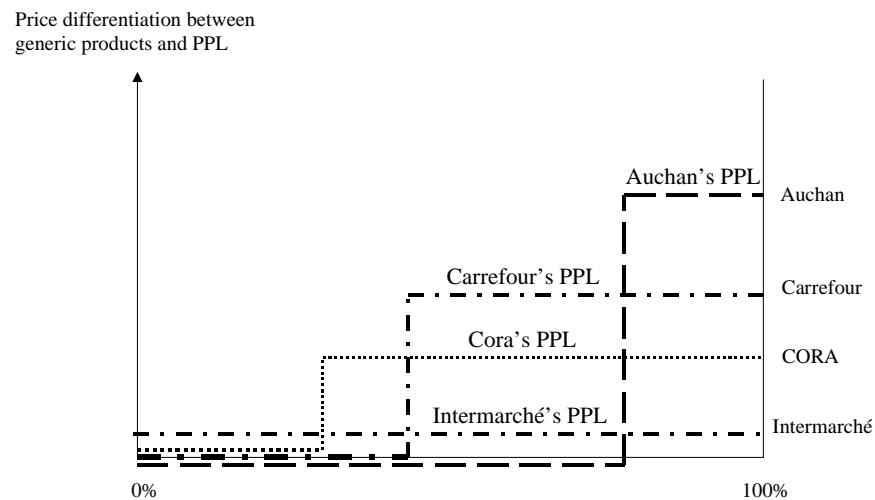 Price differentiation between
generic products and PPL
Auchan's PPL
Auchan
Carrefour's PPL
Carrefour
Cora's PPL
CORA
Intermarché's PPL
Intermarché
0%
100%